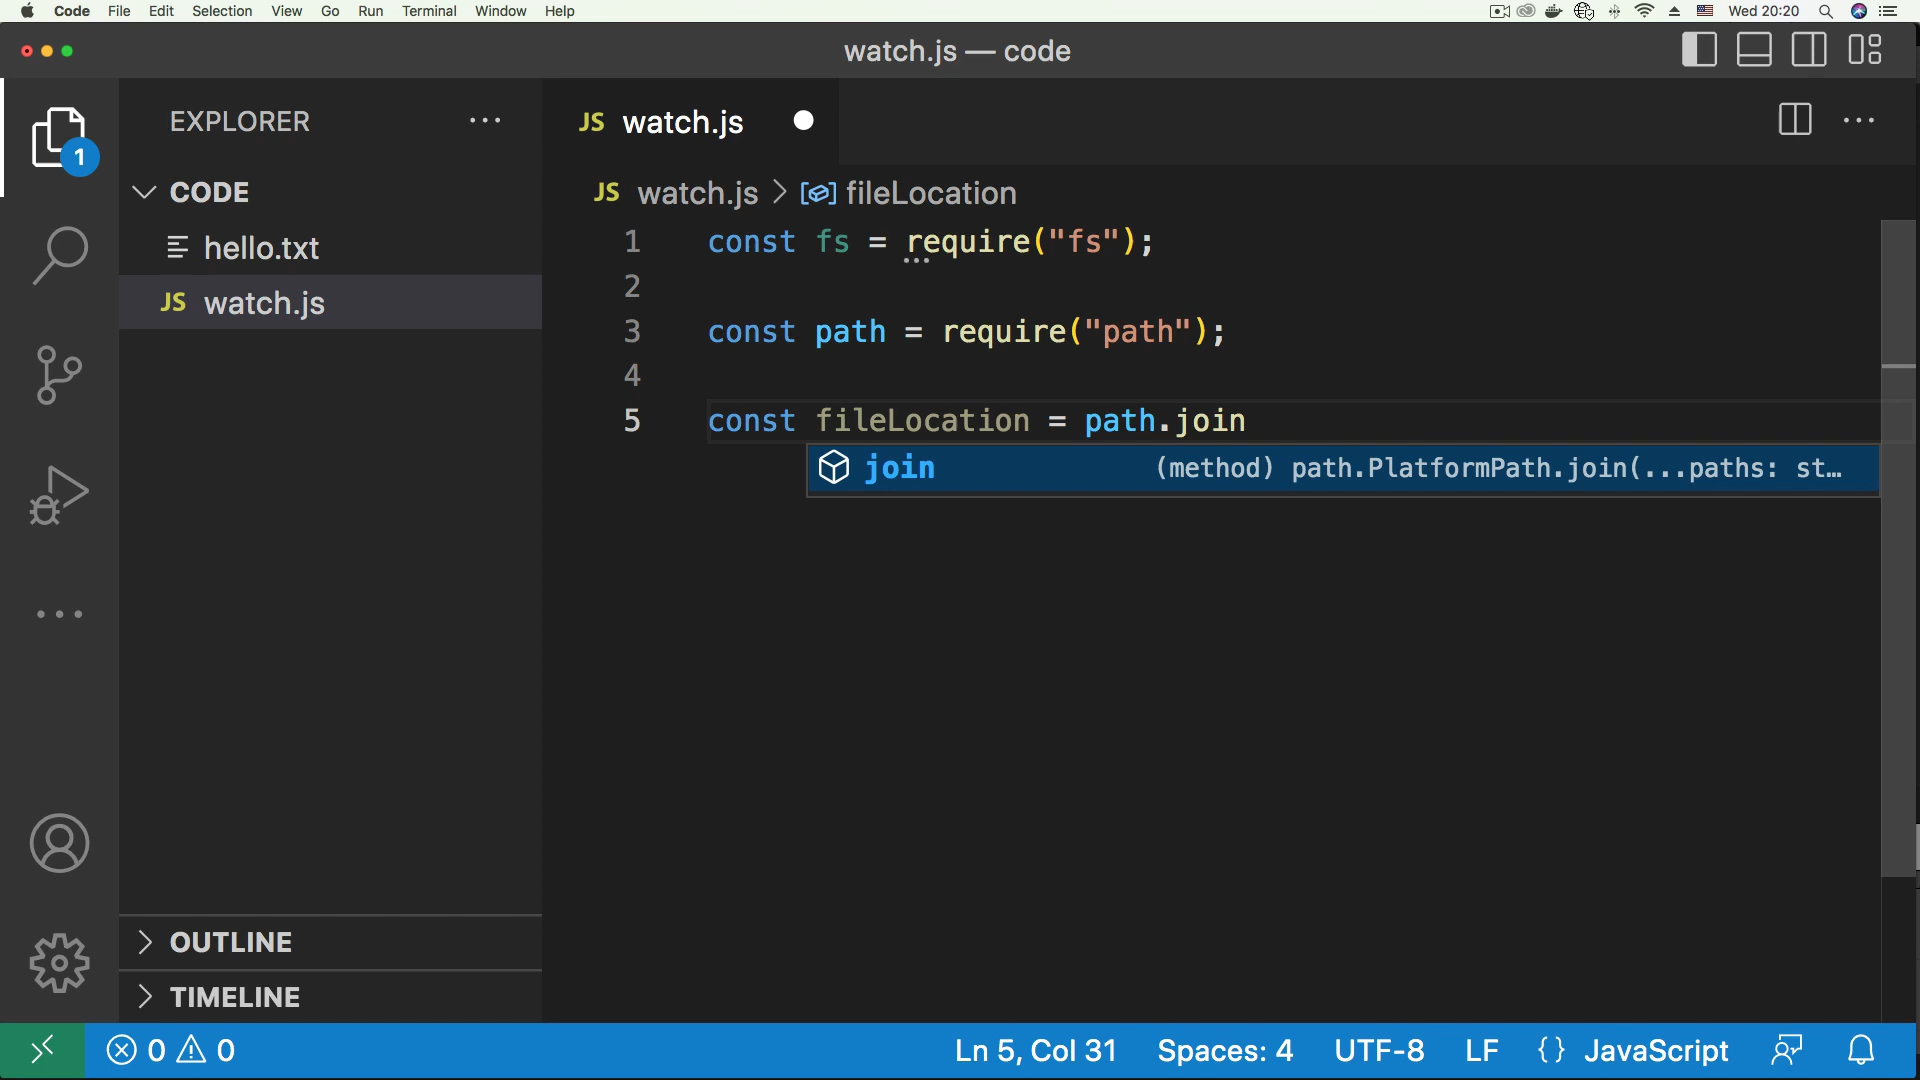 Code File Edit Selection View Go Run Terminal Window Help Wed 20:20
watch.js — code
EXPLORER
1
CODE
hello.txt
JS watch.js
OUTLINE
TIMELINE
JS watch.js
JS watch.js > fileLocation
1 const fs = require("fs");
2
3 const path = require("path");
4
5 const fileLocation = path.join
join (method) path.PlatformPath.join(...paths: st…
0 0 Ln 5, Col 31 Spaces: 4 UTF-8 LF {} JavaScript